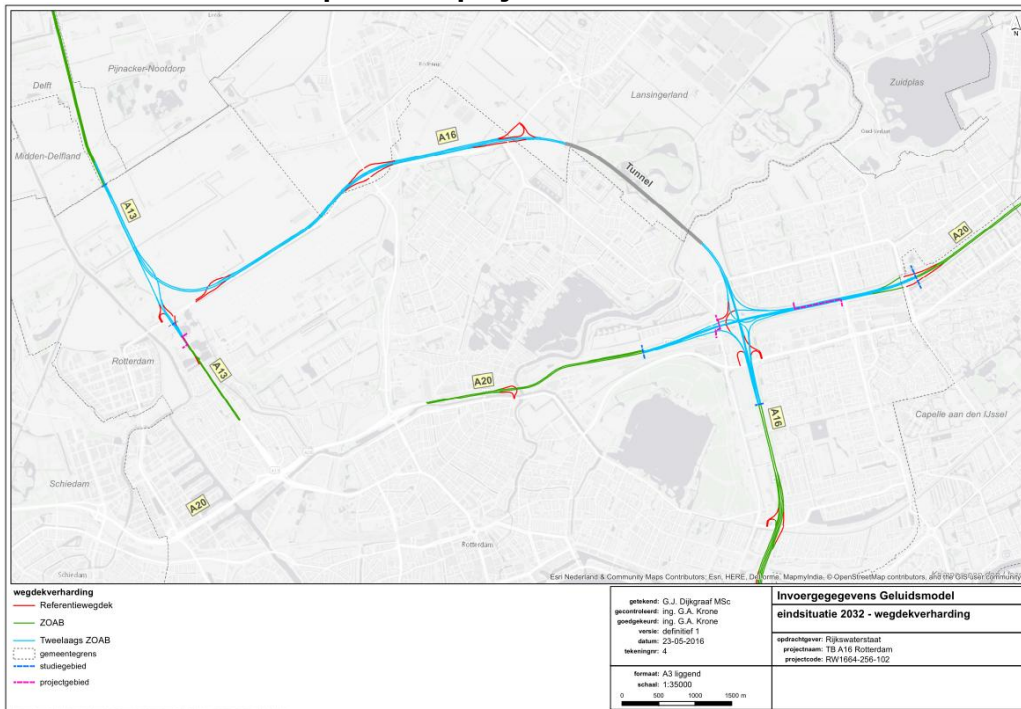 Pijnacker-Nootdorp
Delft
Midden-Delfland
Lansingerland
Zuidplas
N
A16
Tunnel
A13
A20
Rotterdam
A13
A20
A16
Capelle aan den IJssel
Schiedam
A20
Rotterdam
Schiedam
Esri Nederland & Community Maps Contributors: Esri, HERE, DeLorme, MapmyIndia, © OpenStreetMap contributors, and the GIS user community
wegdekverharding
Referentiewegdek
ZOAB
Tweelaags ZOAB
gemeentegrens
studiegebied
projectgebied
getekend: G.J. Dijkgraaf MSc
gecontroleerd: ing. G.A. Krone
goedgekeurd: ing. G.A. Krone
versie: definitief 1
datum: 23-05-2016
tekeningnr: 4
formaat: A3 liggend
schaal: 1:35000
0 500 1000 1500 m
Invoergegegevens Geluidsmodel
eindsituatie 2032 - wegdekverharding
opdrachtgever: Rijkswaterstaat
projectnaam: TB A16 Rotterdam
projectcode: RW1664-256-102